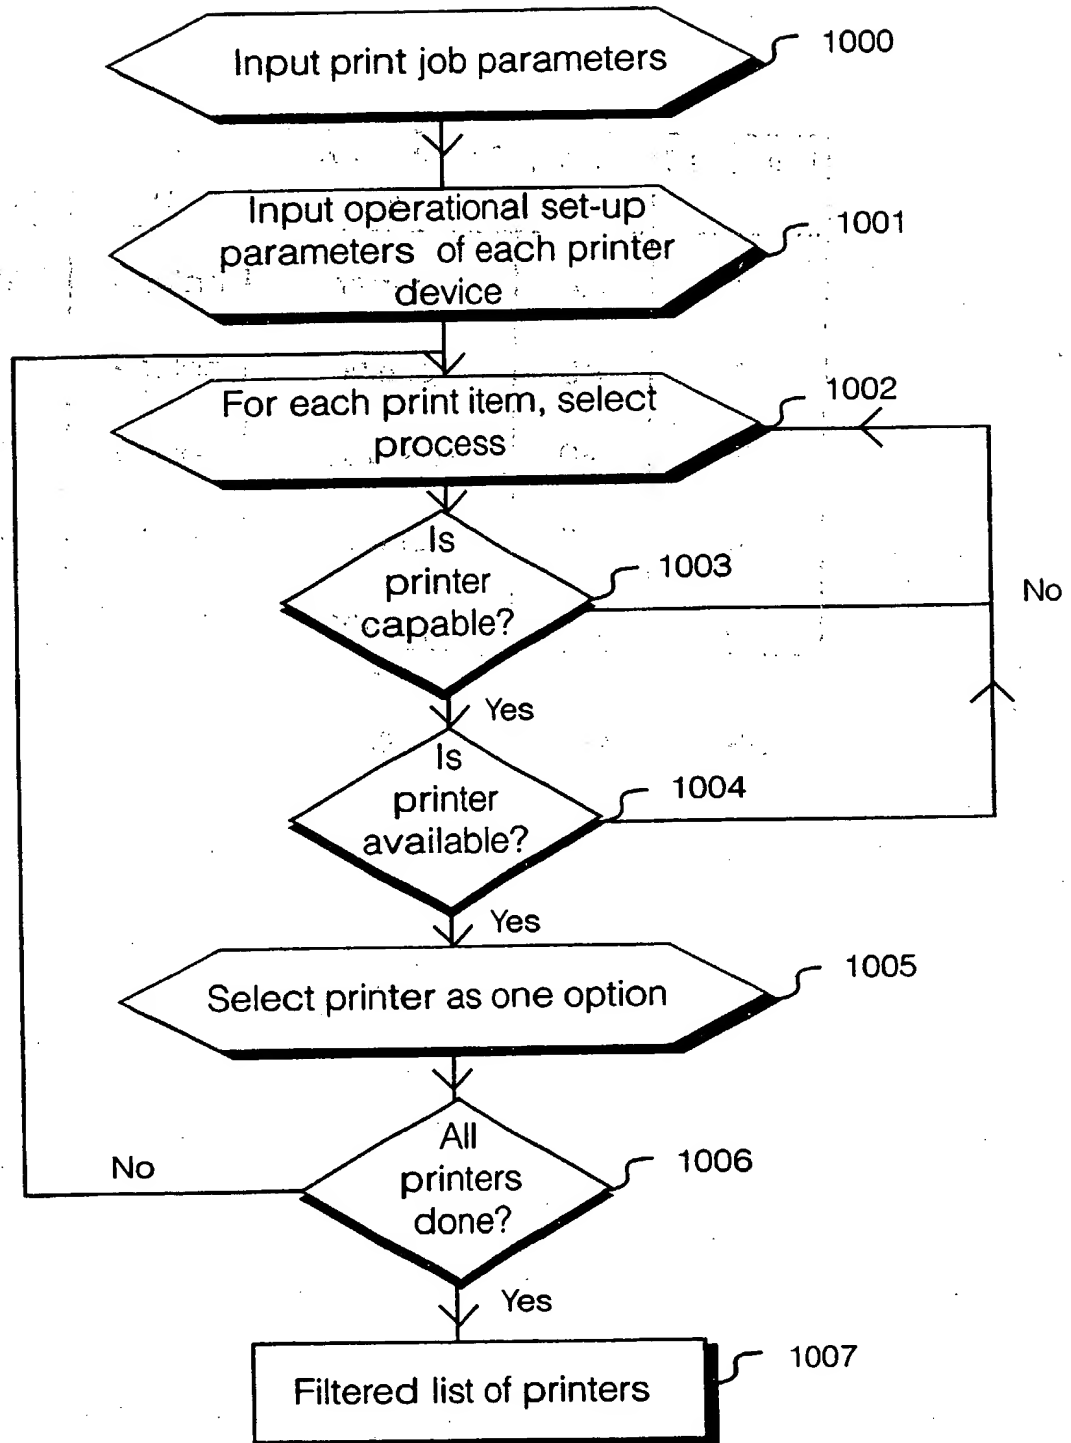 Input print job parameters
1000
Input operational set-up
parameters of each printer
device
1001
For each print item, select
process
1002
Is
printer
capable?
1003
No
Yes
Is
printer
available?
1004
Yes
Select printer as one option
1005
All
printers
done?
1006
No
Yes
Filtered list of printers
1007